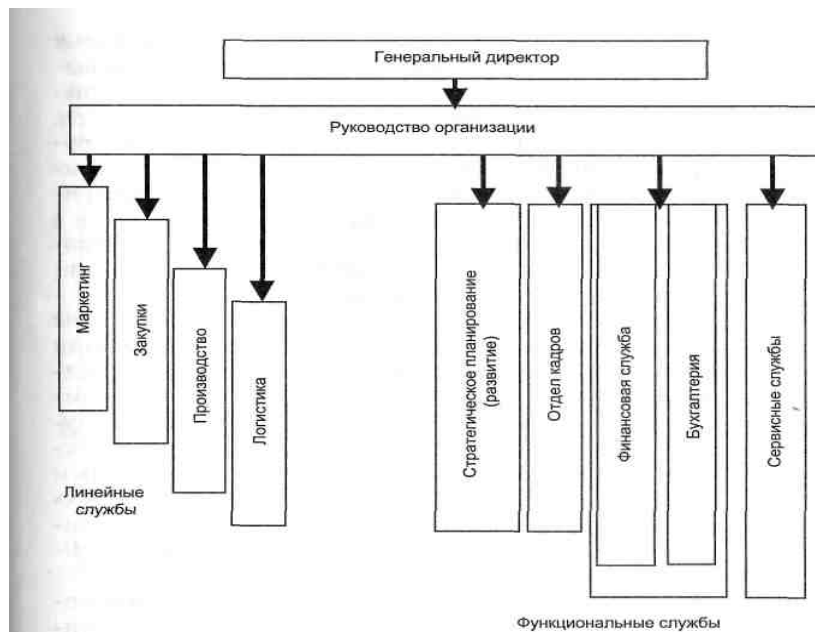 Генеральный директор
Руководство организации
Маркетинг
Закупки
Производство
Логистика
Стратегическое планирование
(развитие)
Отдел кадров
Финансовая служба
Бухгалтерия
Сервисные службы
Линейные
службы
Функциональные службы